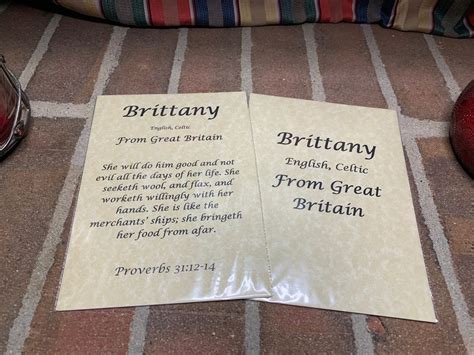 Brittany
English, Celtic
From Great Britain
She will do him good and not
evil all the days of her life. She
seeketh wool, and flax, and
worketh willingly with her
hands. She is like the
merchants' ships; she bringeth
her food from afar.
Proverbs 31:12-14
Brittany
English, Celtic
From Great
Britain